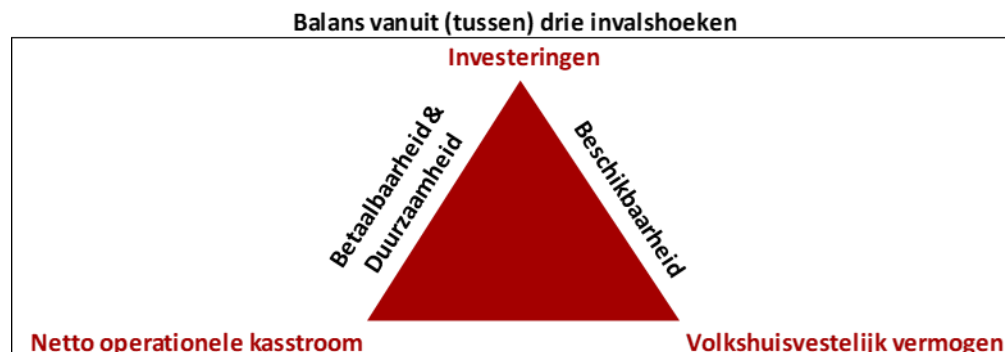 Balans vanuit (tussen) drie invalshoeken
Investeringen
Betaalbaarheid &
Duurzaamheid
Beschikbaarheid
Netto operationele kasstroom
Volkshuisvestelijk vermogen